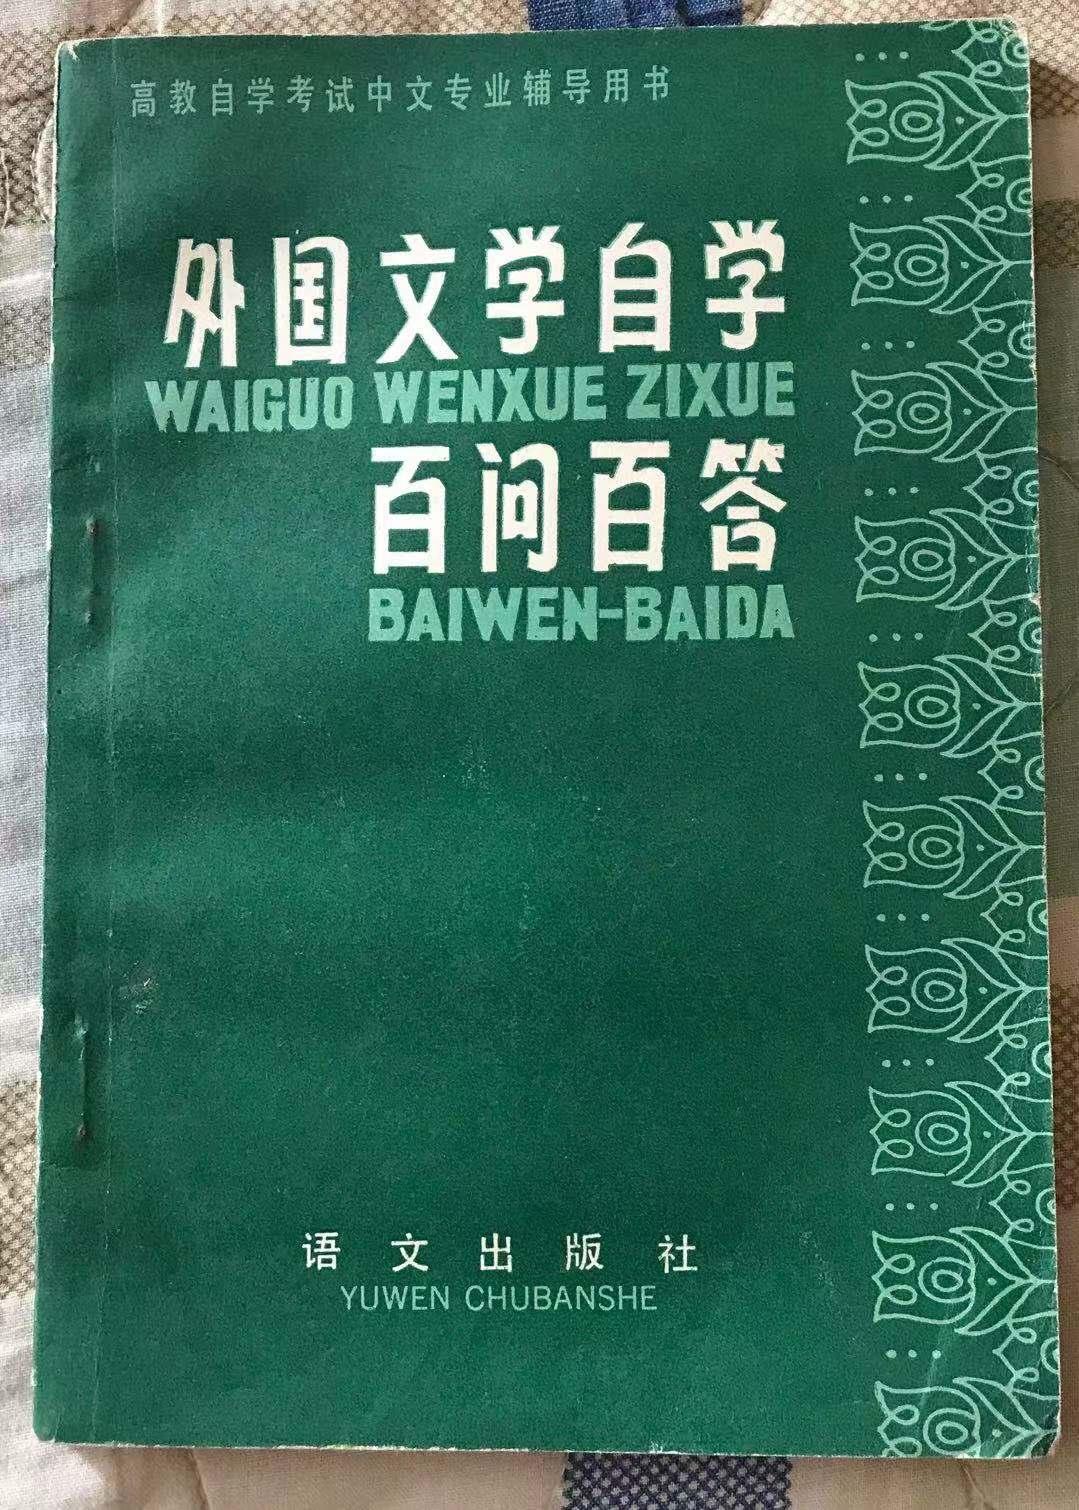 高教自学考试中文专业辅导用书
外国文学自学
WAIGUO WENXUE ZIXUE
百问百答
BAIWEN-BAIDA
语文出版社
YUWEN CHUBANSHE